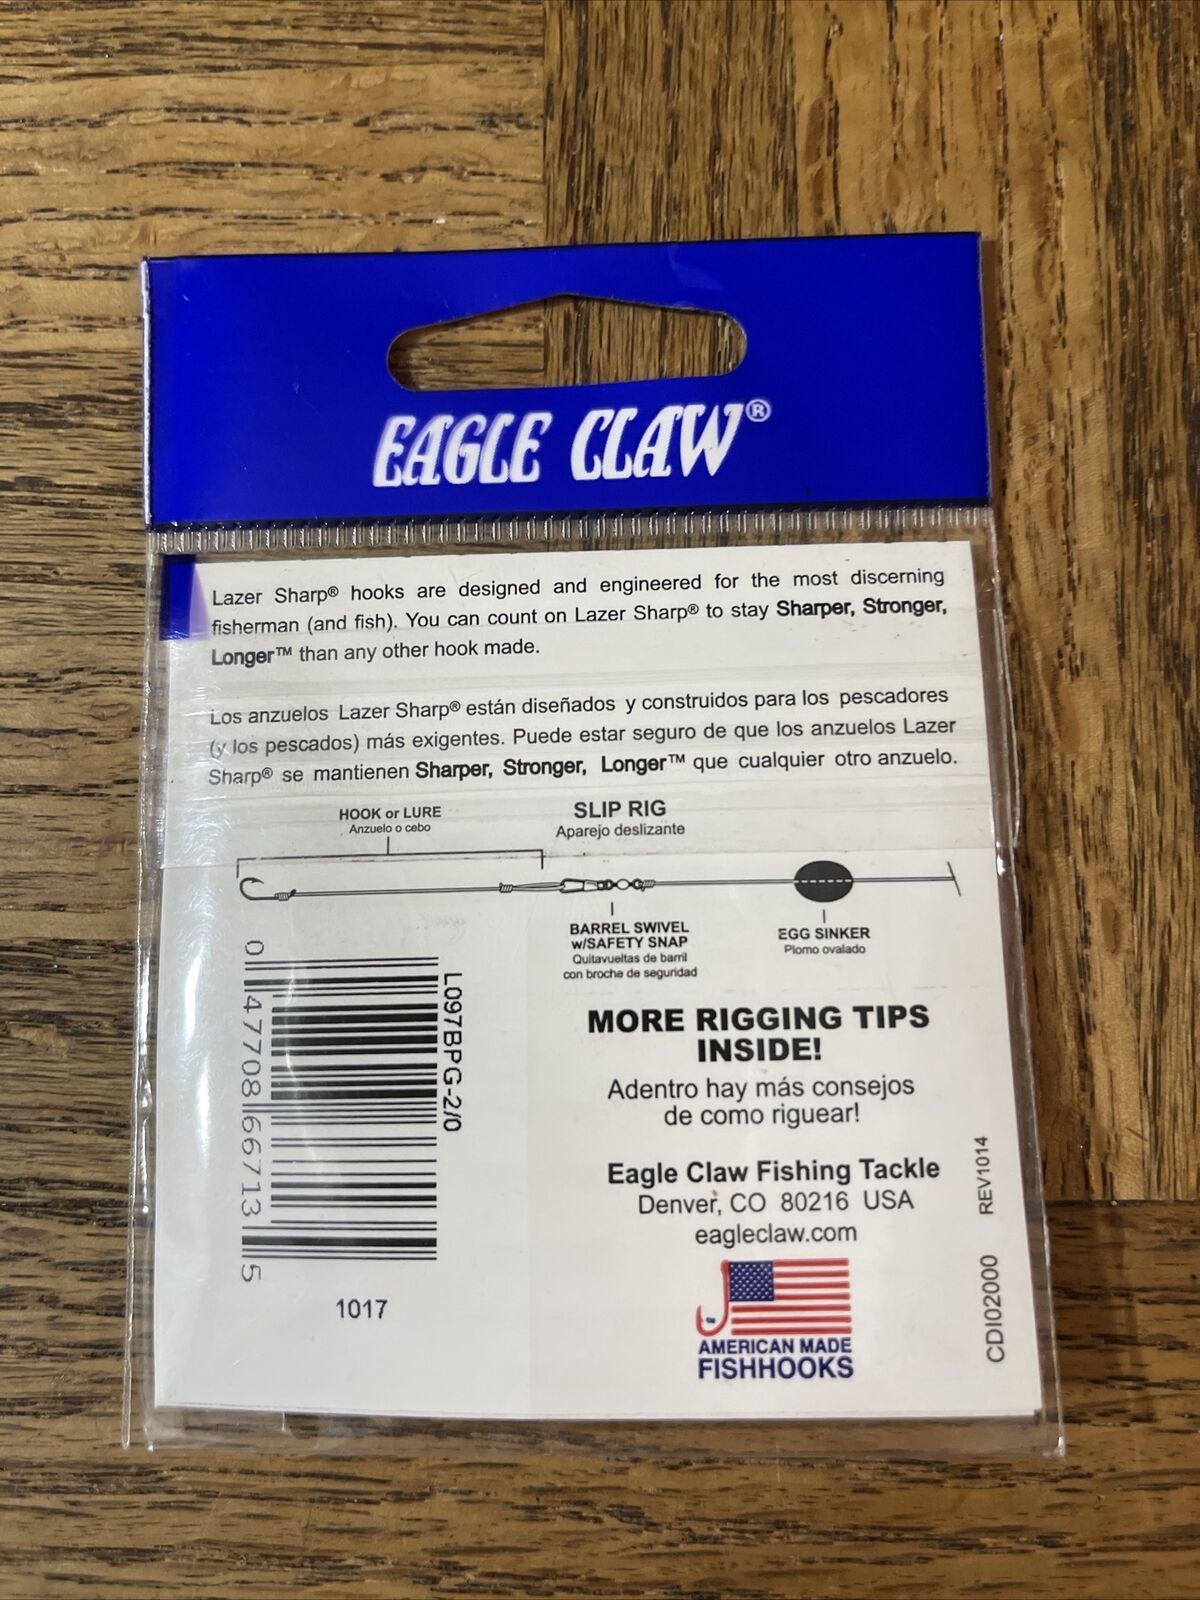 EAGLE CLAW®
Lazer Sharp® hooks are designed and engineered for the most discerning
fisherman (and fish). You can count on Lazer Sharp® to stay Sharper, Stronger,
Longer™ than any other hook made.
Los anzuelos Lazer Sharp® están diseñados y construidos para los pescadores
(y los pescados) más exigentes. Puede estar seguro de que los anzuelos Lazer
Sharp® se mantienen Sharper, Stronger, Longer™ que cualquier otro anzuelo.
HOOK or LURE
Anzuelo o cebo
SLIP RIG
Aparejo deslizante
BARREL SWIVEL
w/SAFETY SNAP
Quitavueltas de barril
con broche de seguridad
EGG SINKER
Plomo ovalado
L097BPG-2/0
0 47708 66713 5
1017
MORE RIGGING TIPS
INSIDE!
Adentro hay más consejos
de como riguear!
Eagle Claw Fishing Tackle
Denver, CO 80216 USA
eagleclaw.com
AMERICAN MADE
FISHHOOKS
CDI02000 REV1014